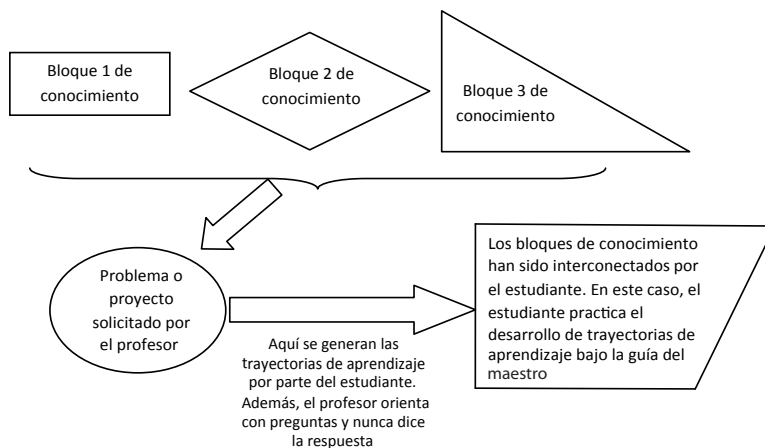 Bloque 1 de
conocimiento
Bloque 2 de
conocimiento
Bloque 3 de
conocimiento
Problema o
proyecto
solicitado por
el profesor
Aquí se generan las
trayectorias de aprendizaje
por parte del estudiante.
Además, el profesor orienta
con preguntas y nunca dice
la respuesta
Los bloques de conocimiento
han sido interconectados por
el estudiante. En este caso, el
estudiante practica el
desarrollo de trayectorias de
aprendizaje bajo la guía del
maestro